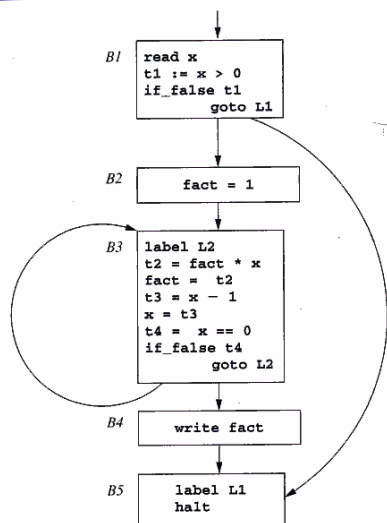 B1
read x
t1 := x > 0
if_false t1
goto L1
B2
fact = 1
B3
label L2
t2 = fact * x
fact = t2
t3 = x - 1
x = t3
t4 = x == 0
if_false t4
goto L2
B4
write fact
B5
label L1
halt